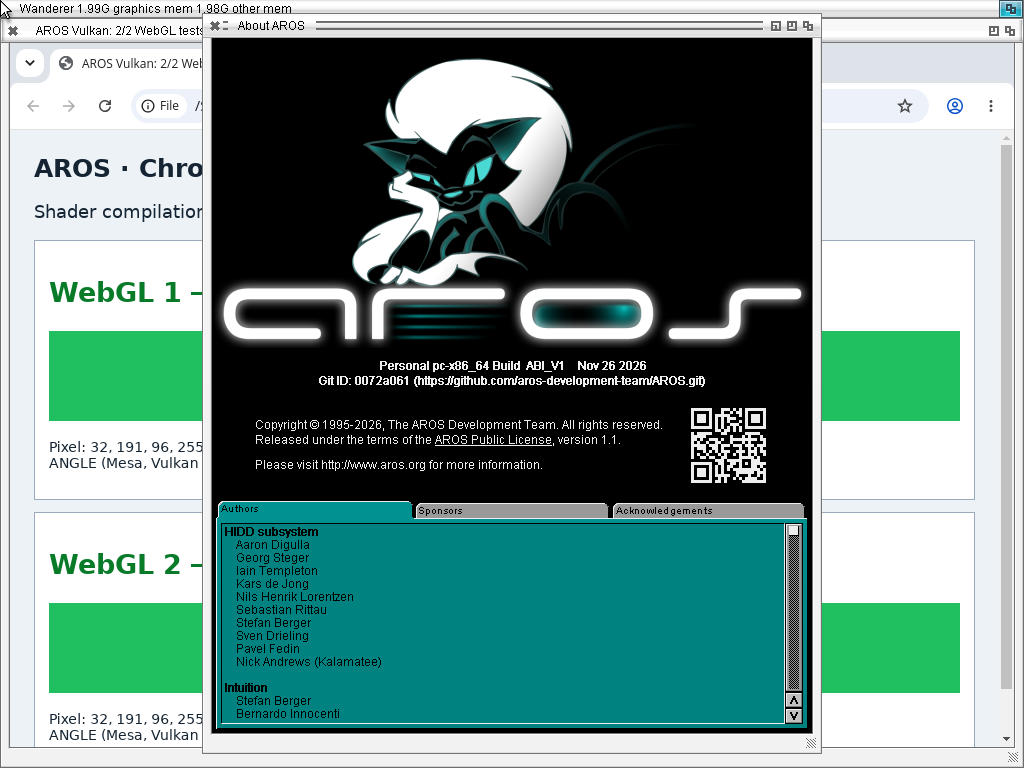 Wanderer 1.99G graphics mem 1.98G other mem
AROS Vulkan: 2/2 WebGL tests
About AROS
AROS Vulkan: 2/2 Web
File
AROS · Chro
Shader compilation
WebGL 1 –
Pixel: 32, 191, 96, 255
ANGLE (Mesa, Vulkan
WebGL 2 –
Pixel: 32, 191, 96, 255
ANGLE (Mesa, Vulkan
aros
Personal pc-x86_64 Build ABI_V1 Nov 26 2026
Git ID: 0072a061 (https://github.com/aros-development-team/AROS.git)
Copyright © 1995-2026, The AROS Development Team. All rights reserved.
Released under the terms of the AROS Public License, version 1.1.
Please visit http://www.aros.org for more information.
Authors
Sponsors
Acknowledgements
HIDD subsystem
Aaron Digulla
Georg Steger
Iain Templeton
Kars de Jong
Nils Henrik Lorentzen
Sebastian Rittau
Stefan Berger
Sven Drieling
Pavel Fedin
Nick Andrews (Kalamatee)
Intuition
Stefan Berger
Bernardo Innocenti